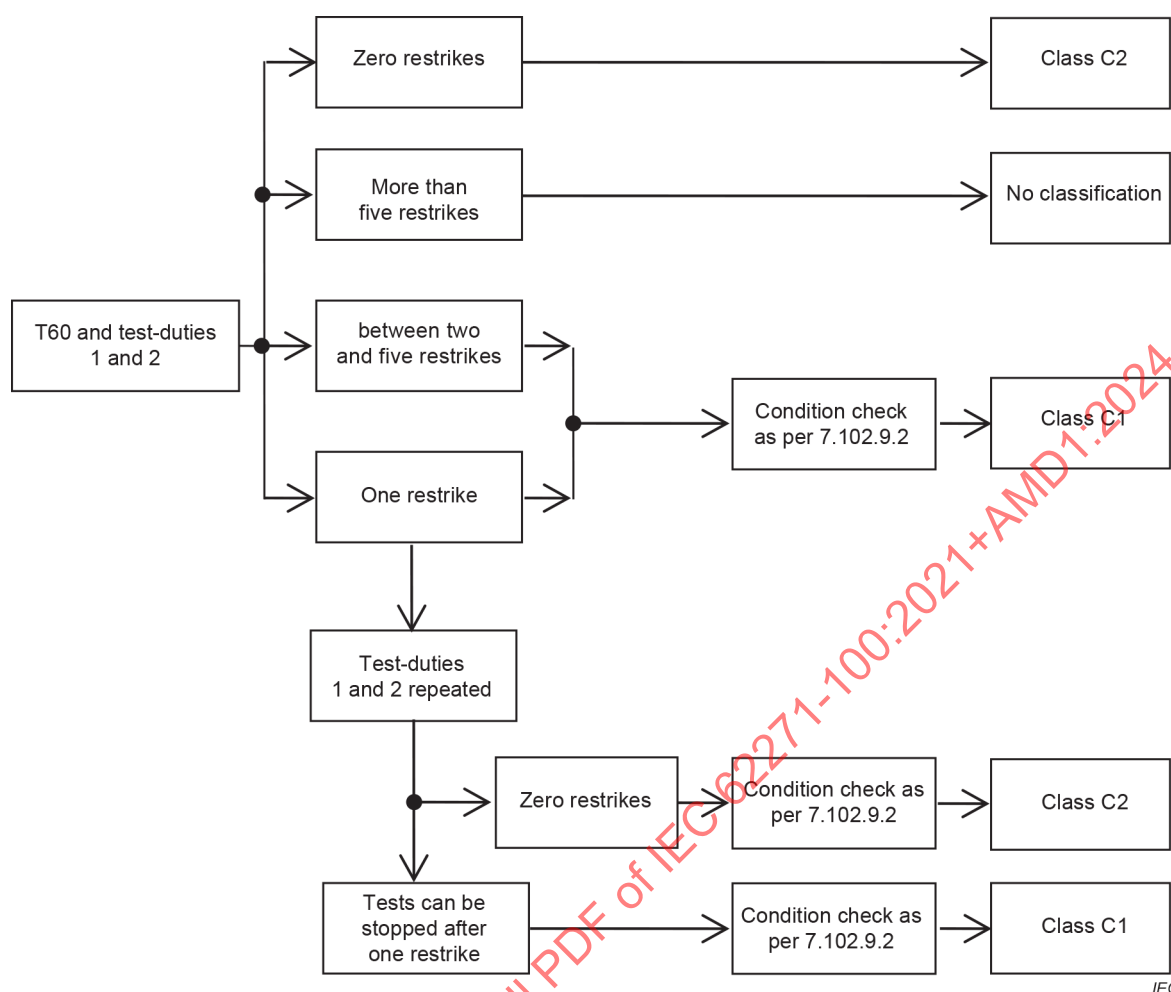 Zero restrikes
Class C2
More than
five restrikes
No classification
T60 and test-duties
1 and 2
between two
and five restrikes
Condition check
as per 7.102.9.2
Class C1
One restrike
Test-duties
1 and 2 repeated
Zero restrikes
Condition check as
per 7.102.9.2
Class C2
Tests can be
stopped after
one restrike
Condition check as
per 7.102.9.2
Class C1
PDF of IEC 62271-100:2021+AMD1:2024